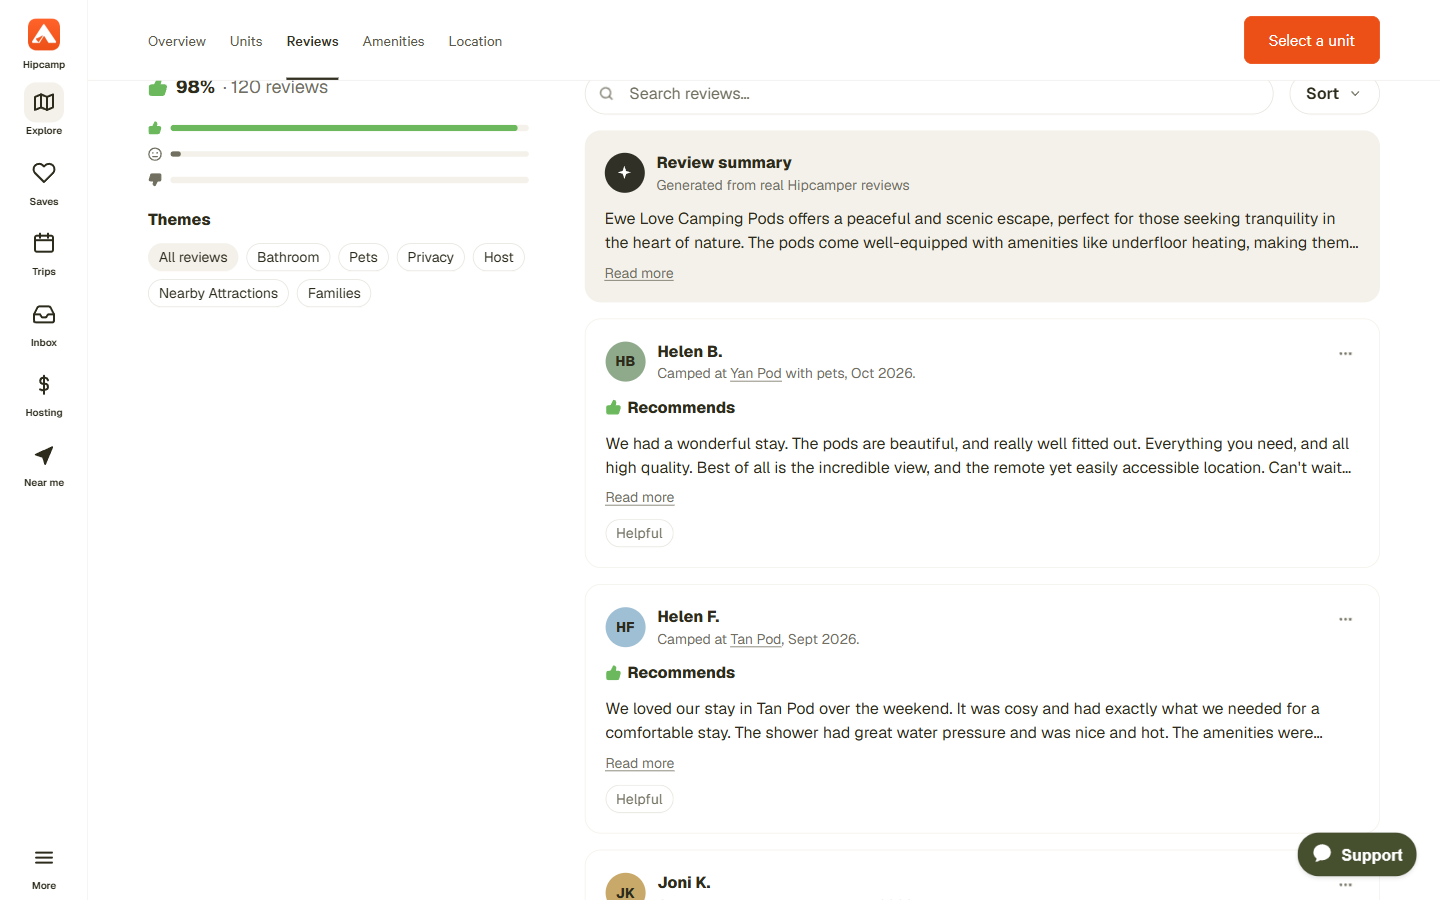 Hipcamp
Explore
Saves
Trips
Inbox
Hosting
Near me
More
Overview
Units
Reviews
Amenities
Location
Select a unit
98% · 120 reviews
Themes
All reviews
Bathroom
Pets
Privacy
Host
Nearby Attractions
Families
Search reviews...
Sort
Review summary
Generated from real Hipcamper reviews
Ewe Love Camping Pods offers a peaceful and scenic escape, perfect for those seeking tranquility in
the heart of nature. The pods come well-equipped with amenities like underfloor heating, making them...
Read more
HB
Helen B.
Camped at Yan Pod with pets, Oct 2026.
Recommends
We had a wonderful stay. The pods are beautiful, and really well fitted out. Everything you need, and all
high quality. Best of all is the incredible view, and the remote yet easily accessible location. Can't wait...
Read more
Helpful
HF
Helen F.
Camped at Tan Pod, Sept 2026.
Recommends
We loved our stay in Tan Pod over the weekend. It was cosy and had exactly what we needed for a
comfortable stay. The shower had great water pressure and was nice and hot. The amenities were...
Read more
Helpful
JK
Joni K.
Support